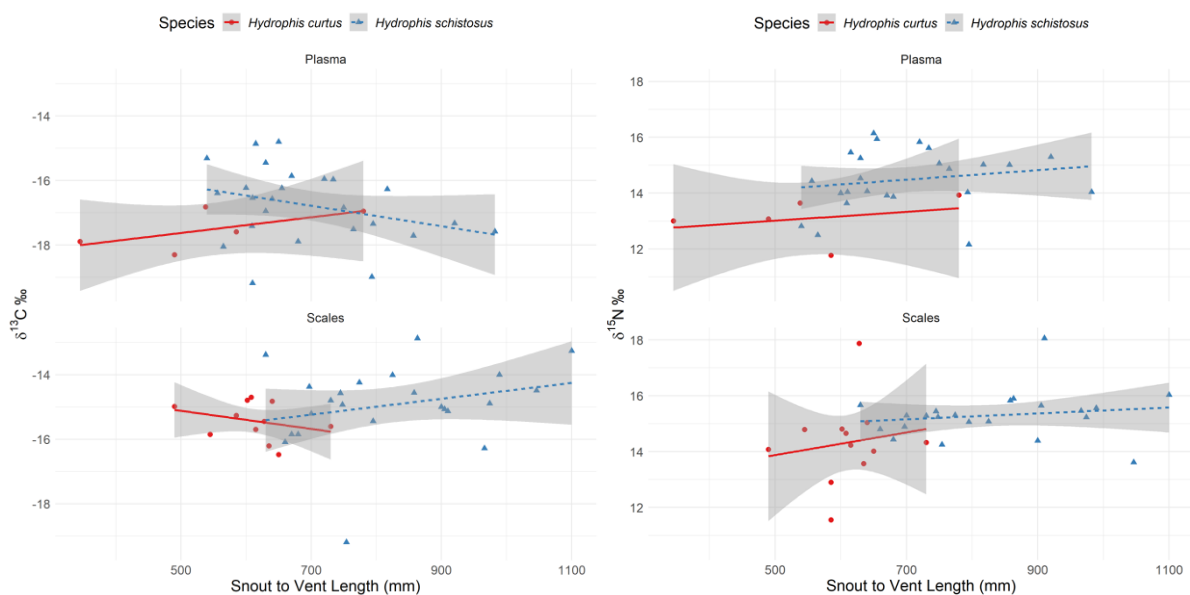 Species Hydrophis curtus Hydrophis schistosus
Plasma
-14
-16
-18
Scales
-14
-16
-18
δ13C ‰
500 700 900 1100
Snout to Vent Length (mm)
Species Hydrophis curtus Hydrophis schistosus
Plasma
18
16
14
12
Scales
18
16
14
12
δ15N ‰
500 700 900 1100
Snout to Vent Length (mm)